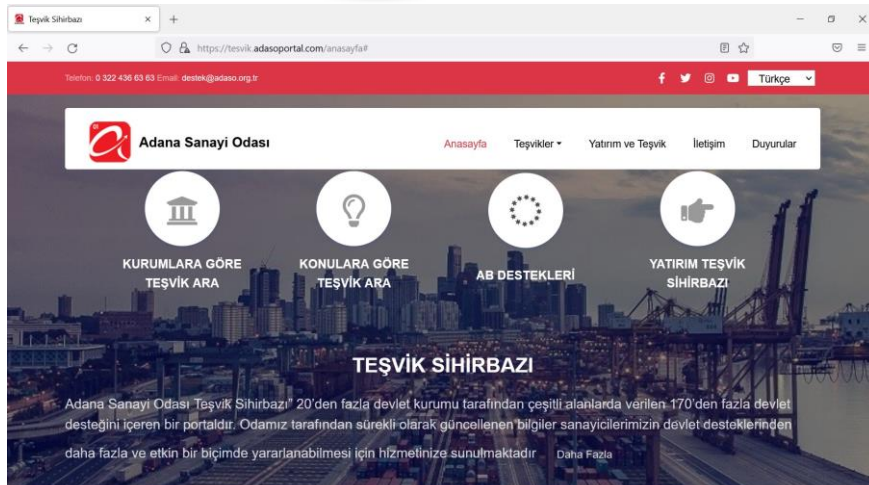 Teşvik Sihirbazı
https://tesvik.adasoportal.com/anasayfa#
Telefon: 0 322 436 63 63 Email: destek@adaso.org.tr
Türkçe
Adana Sanayi Odası
Anasayfa Teşvikler Yatırım ve Teşvik İletişim Duyurular
KURUMLARA GÖRE
TEŞVİK ARA
KONULARA GÖRE
TEŞVİK ARA
AB DESTEKLERİ
YATIRIM TEŞVİK
SİHİRBAZI
TEŞVİK SİHİRBAZI
Adana Sanayi Odası Teşvik Sihirbazı" 20'den fazla devlet kurumu tarafından çeşitli alanlarda verilen 170'den fazla devlet
desteğini içeren bir portaldır. Odamız tarafından sürekli olarak güncellenen bilgiler sanayicilerimizin devlet desteklerinden
daha fazla ve etkin bir biçimde yararlanabilmesi için hizmetinize sunulmaktadır Daha Fazla